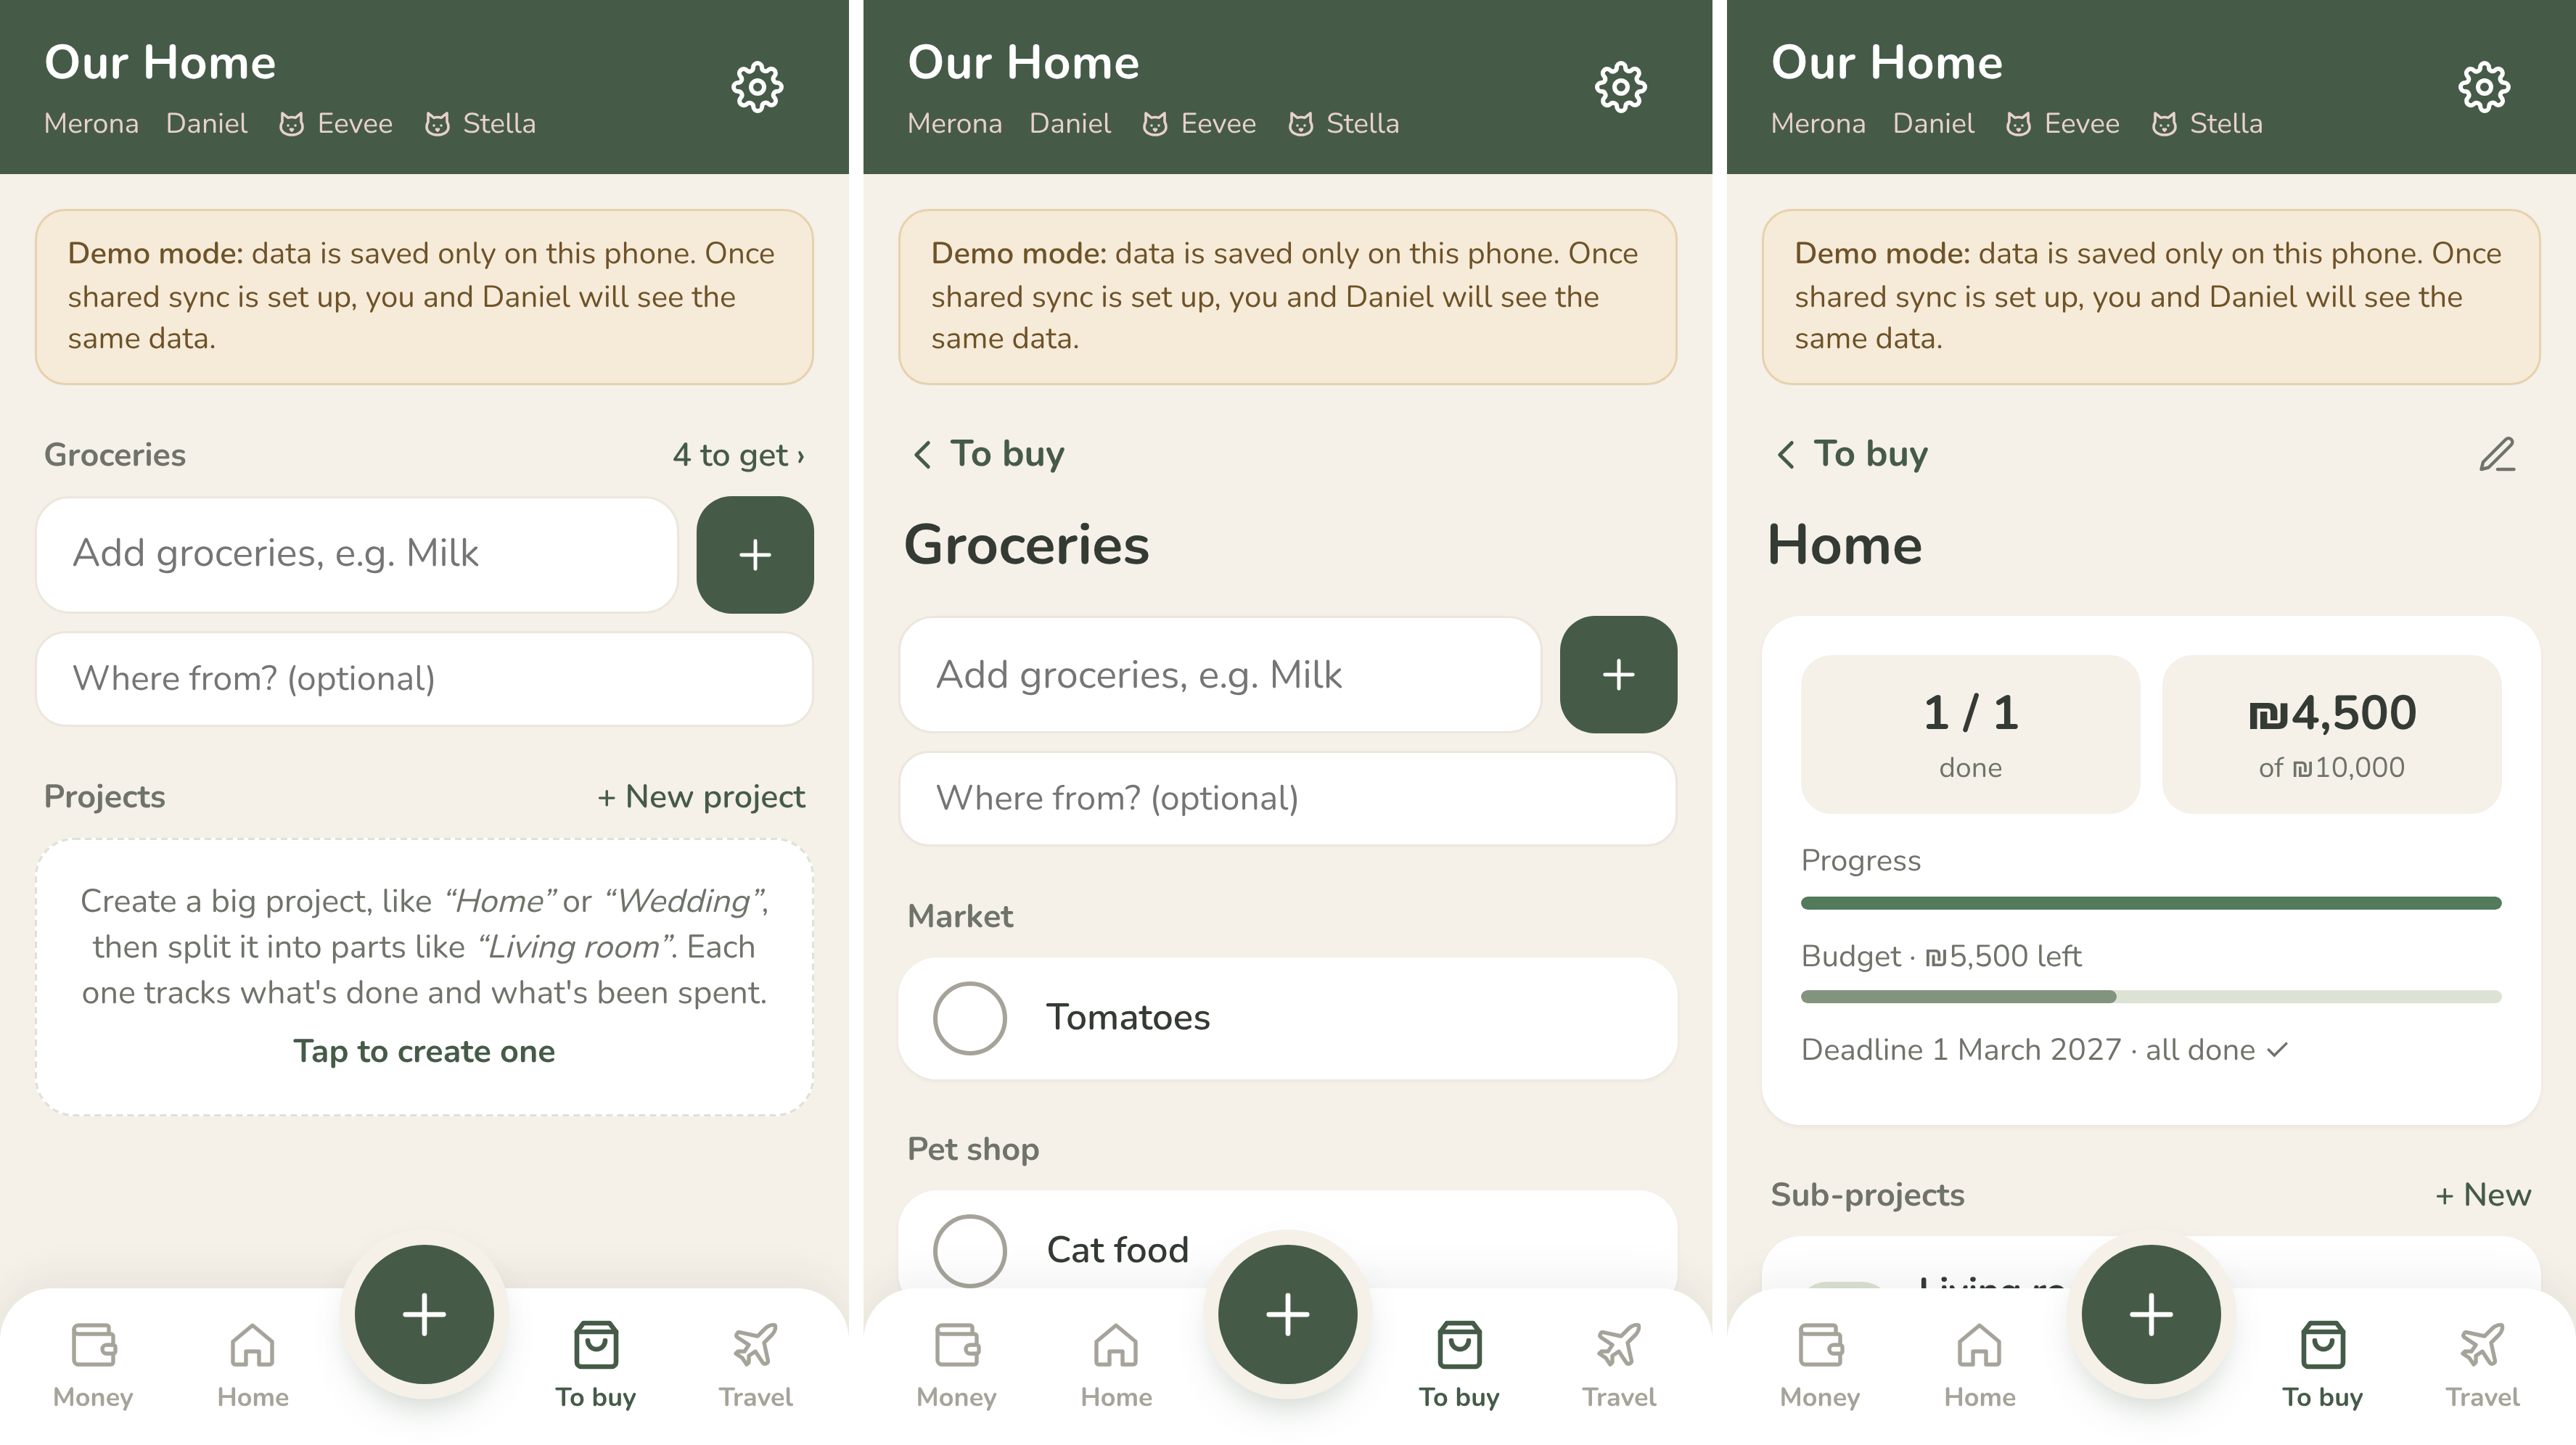 Our Home
Merona Daniel Eevee Stella
Demo mode: data is saved only on this phone. Once
shared sync is set up, you and Daniel will see the
same data.
Groceries
4 to get ›
Add groceries, e.g. Milk
+
Where from? (optional)
Projects
+ New project
Create a big project, like “Home” or “Wedding”,
then split it into parts like “Living room”. Each
one tracks what's done and what's been spent.
Tap to create one
+
Money
Home
To buy
Travel
Our Home
Merona Daniel Eevee Stella
Demo mode: data is saved only on this phone. Once
shared sync is set up, you and Daniel will see the
same data.
To buy
Groceries
Add groceries, e.g. Milk
+
Where from? (optional)
Market
Tomatoes
Pet shop
Cat food
+
Money
Home
To buy
Travel
Our Home
Merona Daniel Eevee Stella
Demo mode: data is saved only on this phone. Once
shared sync is set up, you and Daniel will see the
same data.
To buy
Home
1 / 1
done
₪4,500
of ₪10,000
Progress
Budget · ₪5,500 left
Deadline 1 March 2027 · all done ✓
Sub-projects
+ New
Living
+
Money
Home
To buy
Travel